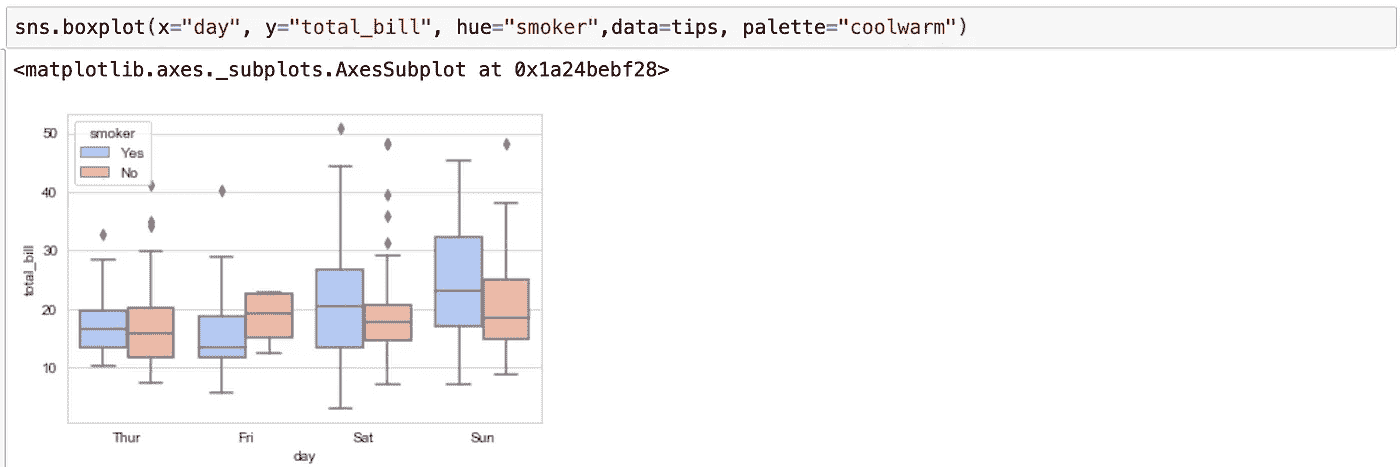 sns.boxplot(x="day", y="total_bill", hue="smoker",data=tips, palette="coolwarm")
<matplotlib.axes._subplots.AxesSubplot at 0x1a24bebf28>
smoker
Yes
No
50
40
30
20
10
total_bill
Thur Fri Sat Sun
day